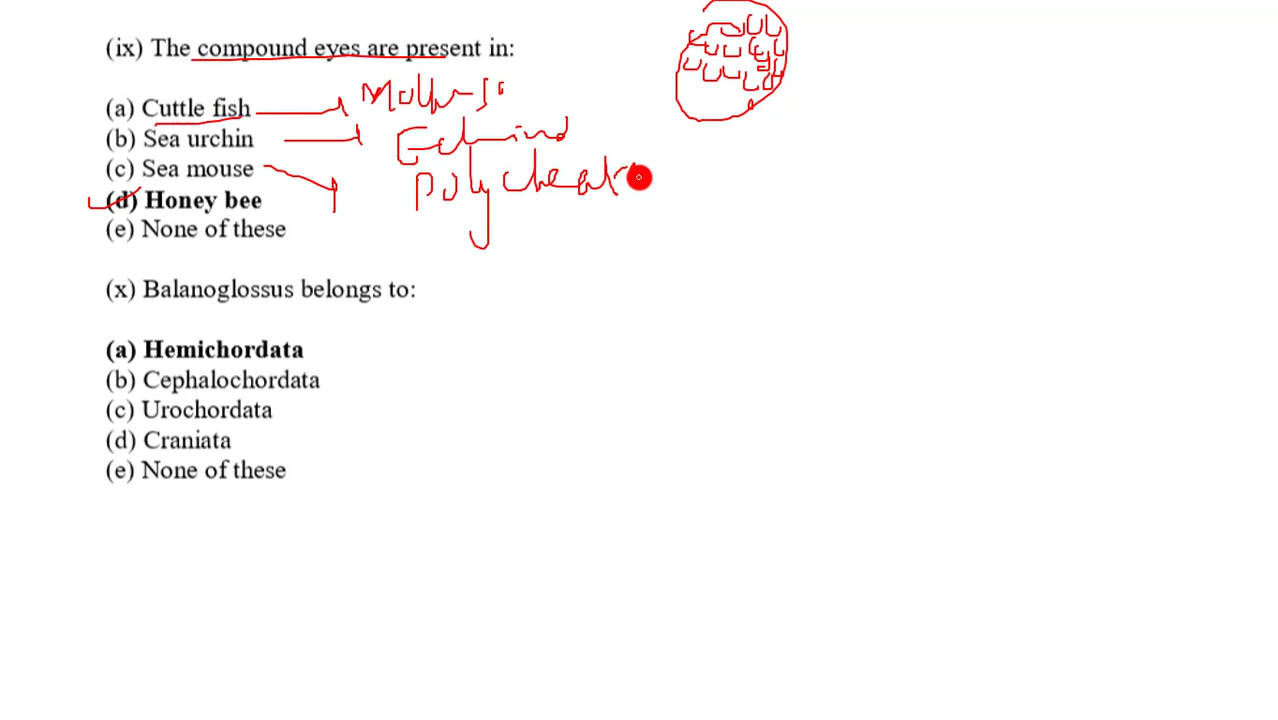 (ix) The compound eyes are present in:
(a) Cuttle fish
(b) Sea urchin
(c) Sea mouse
Polycheat
(d) Honey bee
(e) None of these
(x) Balanoglossus belongs to:
(a) Hemichordata
(b) Cephalochordata
(c) Urochordata
(d) Craniata
(e) None of these